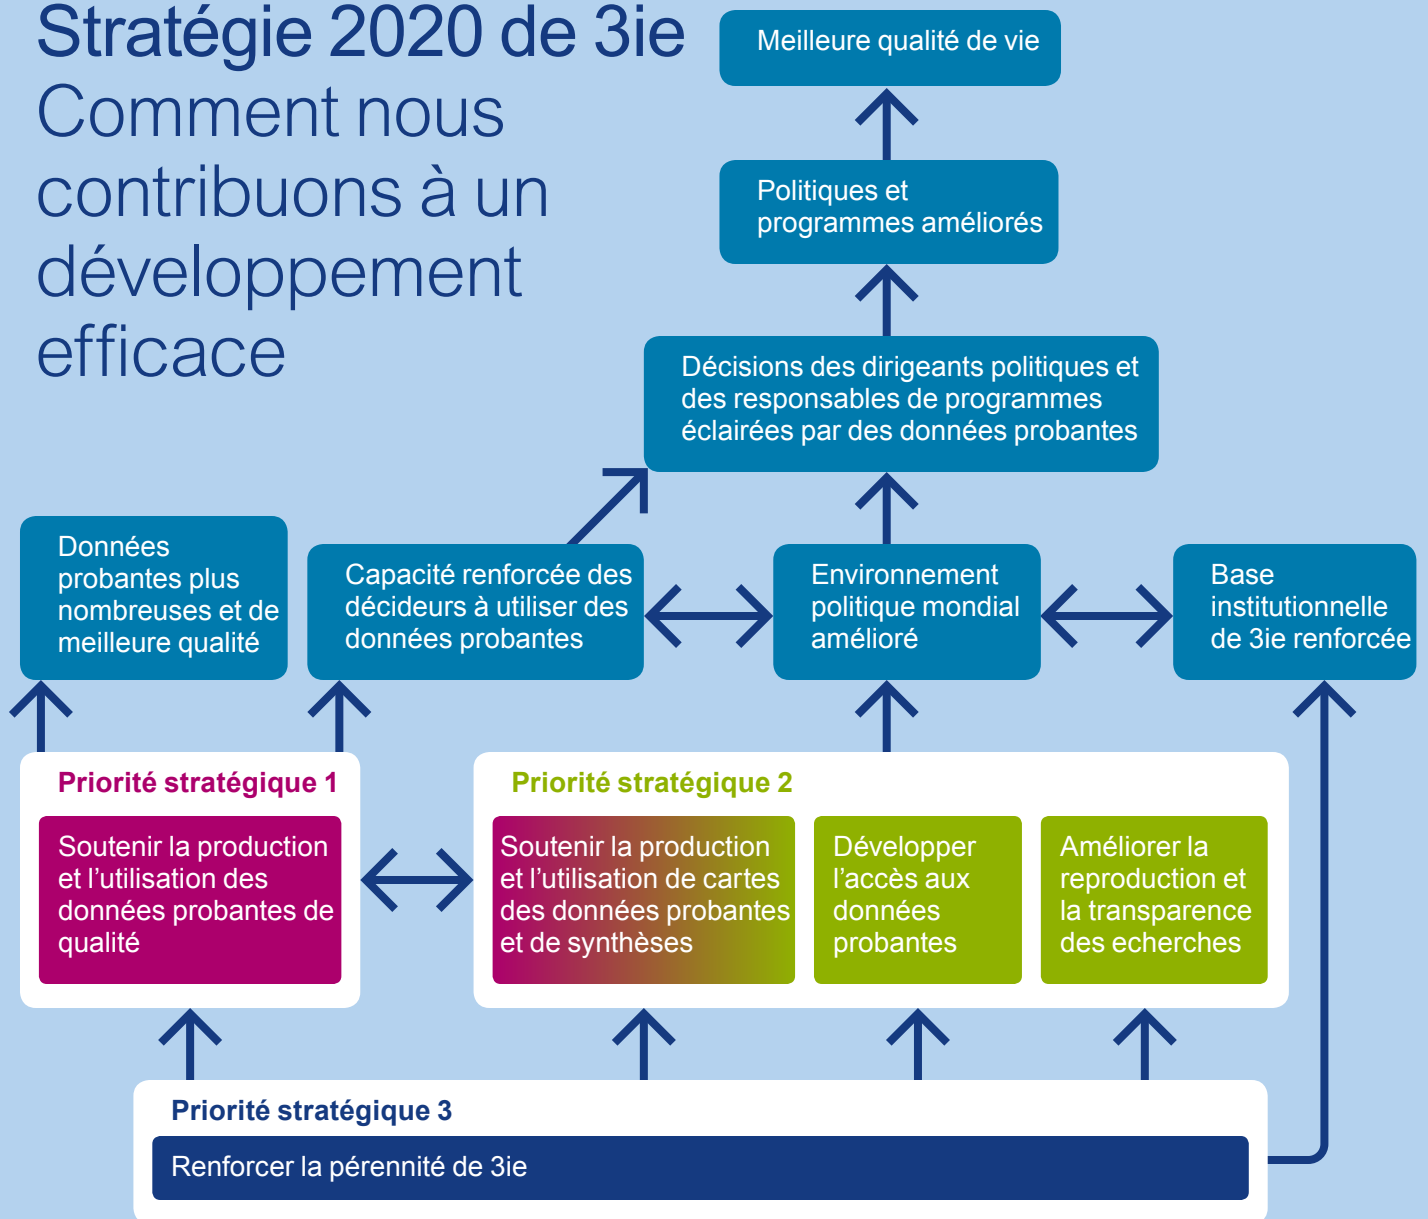 Stratégie 2020 de 3ie
Comment nous
contribuons à un
développement
efficace
Meilleure qualité de vie
Politiques et
programmes améliorés
Décisions des dirigeants politiques et
des responsables de programmes
éclairées par des données probantes
Données
probantes plus
nombreuses et de
meilleure qualité
Capacité renforcée des
décideurs à utiliser des
données probantes
Environnement
politique mondial
amélioré
Base
institutionnelle
de 3ie renforcée
Priorité stratégique 1
Soutenir la production
et l’utilisation des
données probantes de
qualité
Priorité stratégique 2
Soutenir la production
et l’utilisation de cartes
des données probantes
et de synthèses
Développer
l’accès aux
données
probantes
Améliorer la
reproduction et
la transparence
des echerches
Priorité stratégique 3
Renforcer la pérennité de 3ie